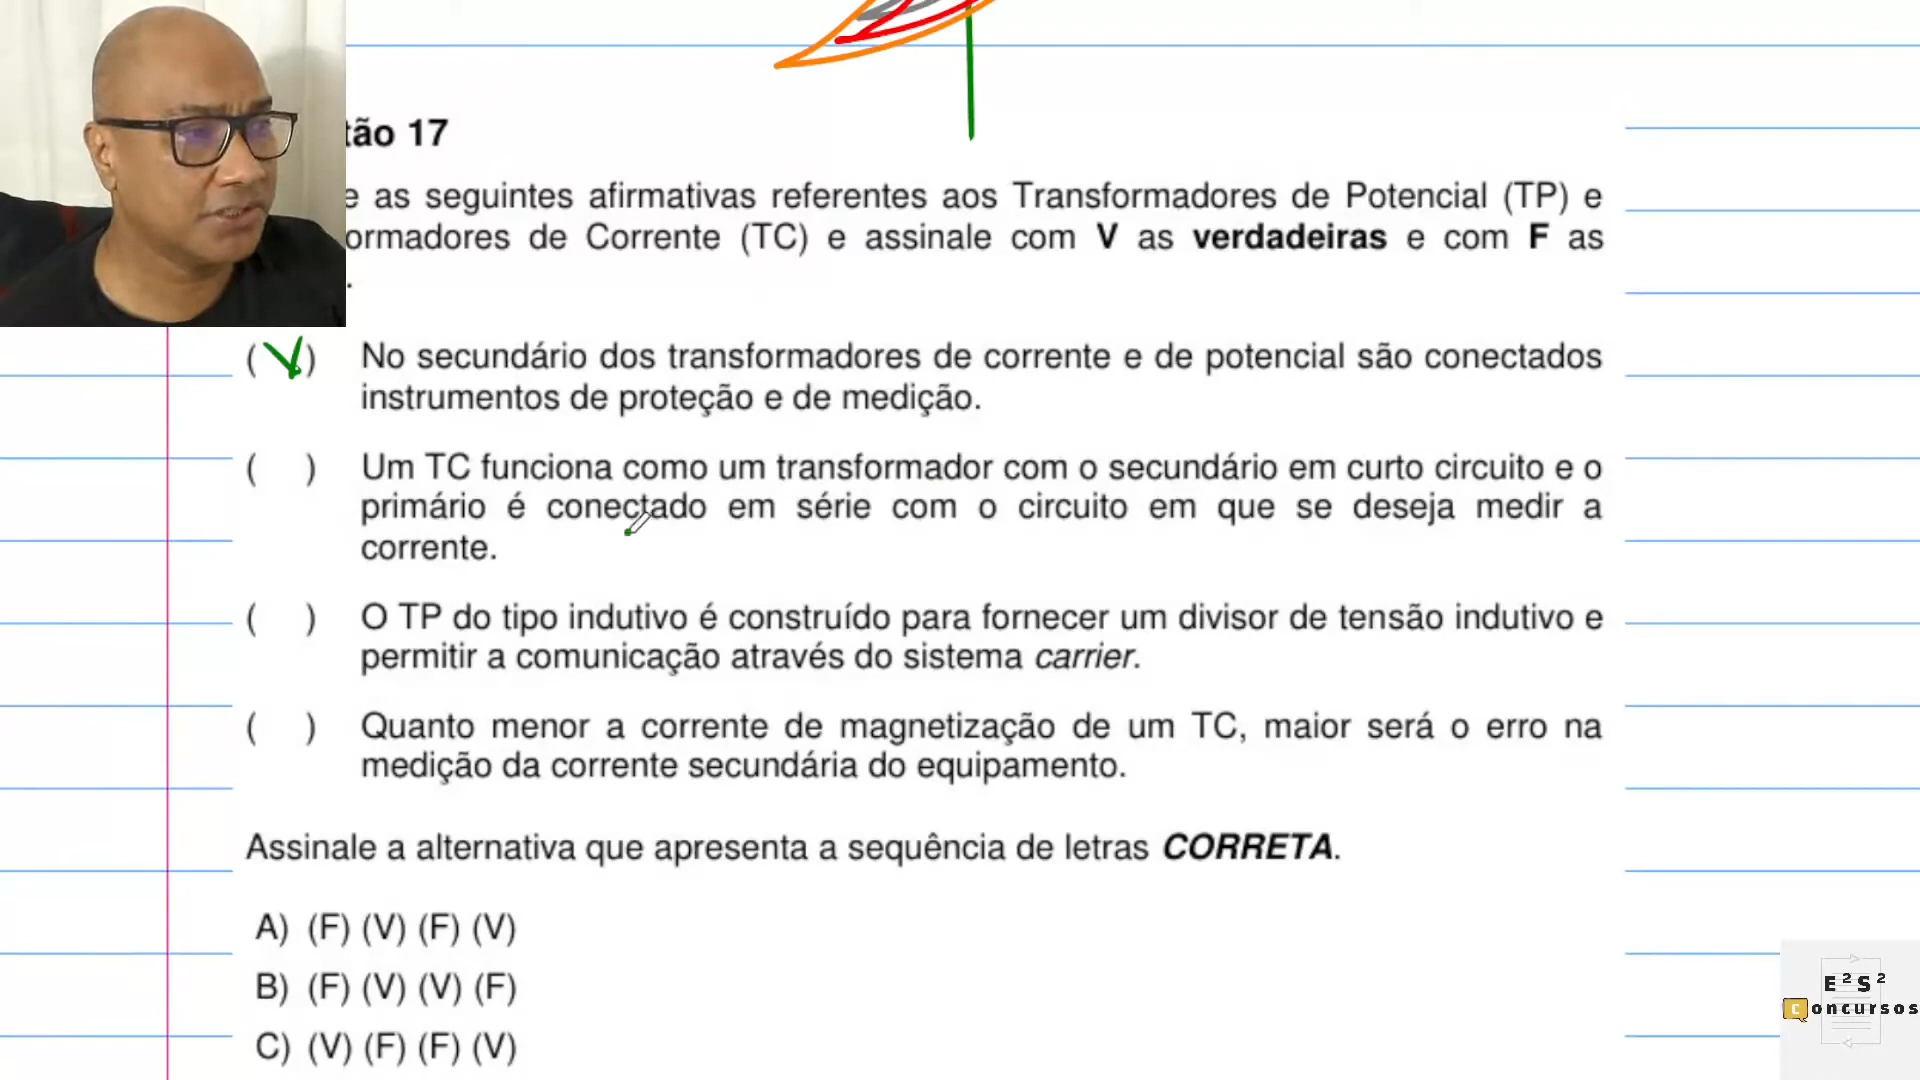 tão 17
e as seguintes afirmativas referentes aos Transformadores de Potencial (TP) e
ormadores de Corrente (TC) e assinale com V as verdadeiras e com F as
.
( V ) No secundário dos transformadores de corrente e de potencial são conectados
instrumentos de proteção e de medição.
( ) Um TC funciona como um transformador com o secundário em curto circuito e o
primário é conectado em série com o circuito em que se deseja medir a
corrente.
( ) O TP do tipo indutivo é construído para fornecer um divisor de tensão indutivo e
permitir a comunicação através do sistema carrier.
( ) Quanto menor a corrente de magnetização de um TC, maior será o erro na
medição da corrente secundária do equipamento.
Assinale a alternativa que apresenta a sequência de letras CORRETA.
A) (F) (V) (F) (V)
B) (F) (V) (V) (F)
C) (V) (F) (F) (V)
E²S²
Concursos